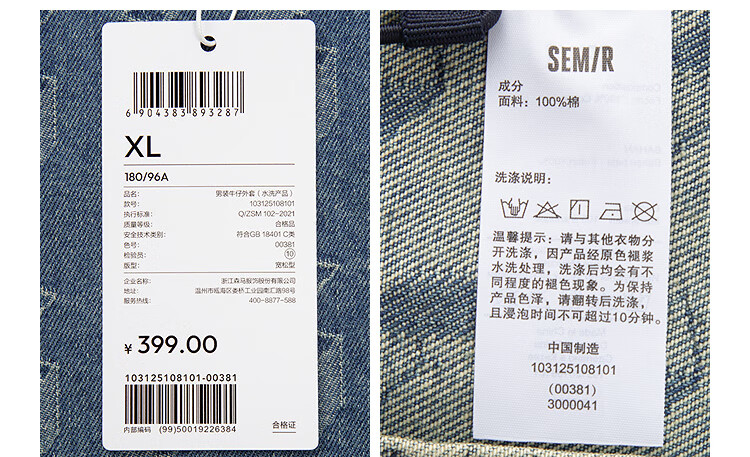 6 904383 893287
XL
180/96A
品名: 男装牛仔外套(水洗产品)
款号: 103125108101
执行标准: Q/ZSM 102-2021
质量等级: 合格品
安全技术类别: 符合GB 18401 C类
色号: 00381
检验员: 10
版型: 宽松型
企业名称: 浙江森马服饰股份有限公司
地址: 温州市瓯海区娄桥工业园南汇路98号
服务热线: 400-8877-588
¥ 399.00
103125108101-00381
内部编码 (99)50019226384
合格证
SEM/R
成分
面料: 100%棉
洗涤说明:
温馨提示: 请与其他衣物分
开洗涤, 因产品经原色褪浆
水洗处理, 洗涤后均会有不
同程度的褪色现象。为保持
产品色泽, 请翻转后洗涤,
且浸泡时间不可超过10分钟。
中国制造
103125108101
(00381)
3000041